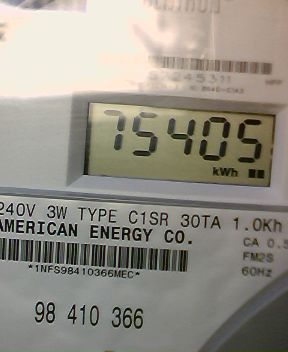 75405
kWh
240V 3W TYPE C1SR 30TA 1.0Kh
AMERICAN ENERGY CO.
CA 0.5
*1NFS98410366MEC*
FM2S
60Hz
98 410 366